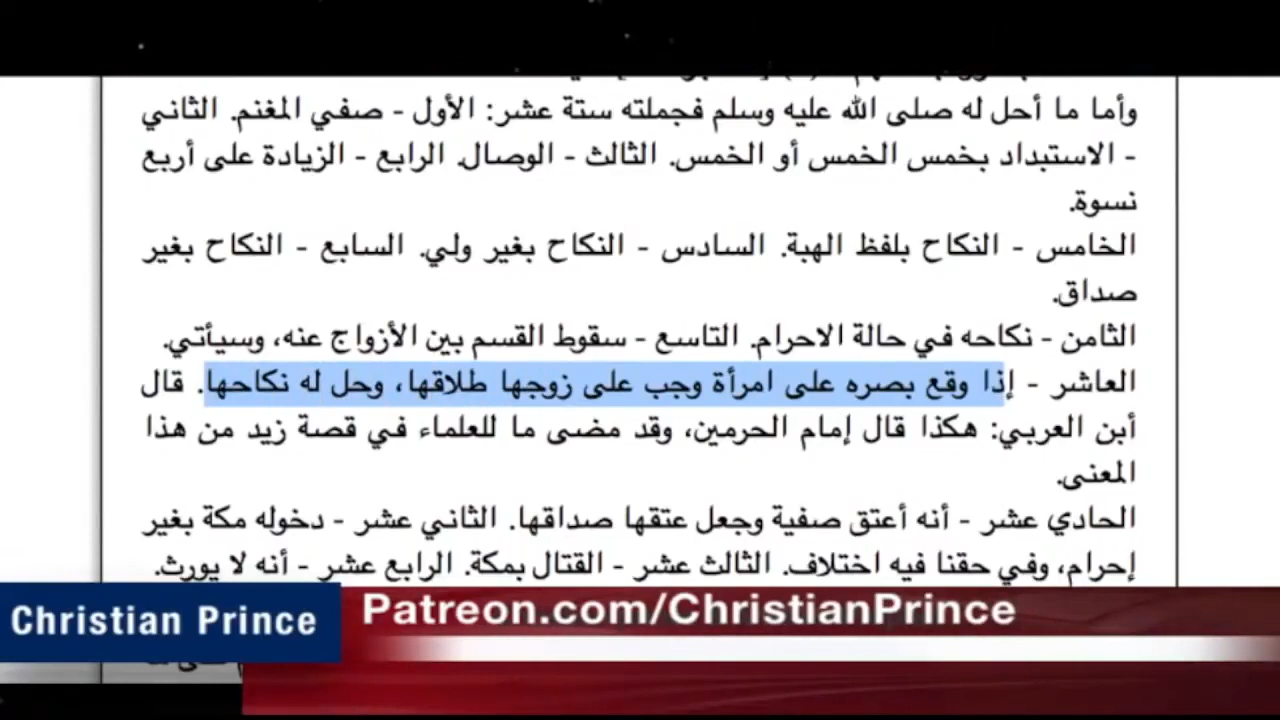 وأما ما أحل له صلى الله عليه وسلم فجملته ستة عشر: الأول - صفي المغنم. الثاني
- الاستبداد بخمس الخمس أو الخمس. الثالث - الوصال. الرابع - الزيادة على أربع
نسوة.
الخامس - النكاح بلفظ الهبة. السادس - النكاح بغير ولي. السابع - النكاح بغير
صداق.
الثامن - نكاحه في حالة الاحرام. التاسع - سقوط القسم بين الأزواج عنه، وسيأتي.
العاشر - إذا وقع بصره على امرأة وجب على زوجها طلاقها، وحل له نكاحها. قال
أبن العربي: هكذا قال إمام الحرمين، وقد مضى ما للعلماء في قصة زيد من هذا
المعنى.
الحادي عشر - أنه أعتق صفية وجعل عتقها صداقها. الثاني عشر - دخوله مكة بغير
إحرام، وفي حقنا فيه اختلاف. الثالث عشر - القتال بمكة. الرابع عشر - أنه لا يورث.
Christian Prince
Patreon.com/ChristianPrince